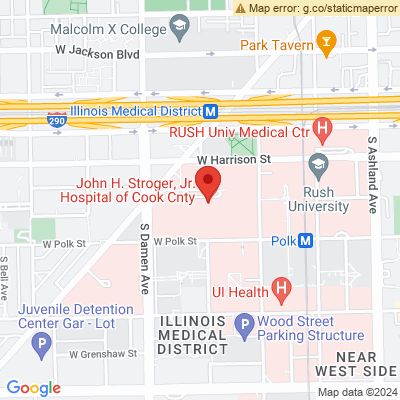 Map error: g.co/staticmaperror
Malcolm X
College
W Jackson Blvd
Park Tavern
Illinois Medical District
M
290
RUSH Univ Medical Ctr
H
S Ashland Ave
W Harrison St
John H. Stroger, Jr.
Hospital of Cook Cnty
Rush
University
S Damen Ave
W Polk St
W Polk St
Polk
M
S Bell Ave
UI Health
H
Juvenile Detention
Center Gar - Lot
P
ILLINOIS
MEDICAL
DISTRICT
P
Wood Street
Parking Structure
W Grenshaw St
NEAR
WEST SIDE
Google
Map data ©2024